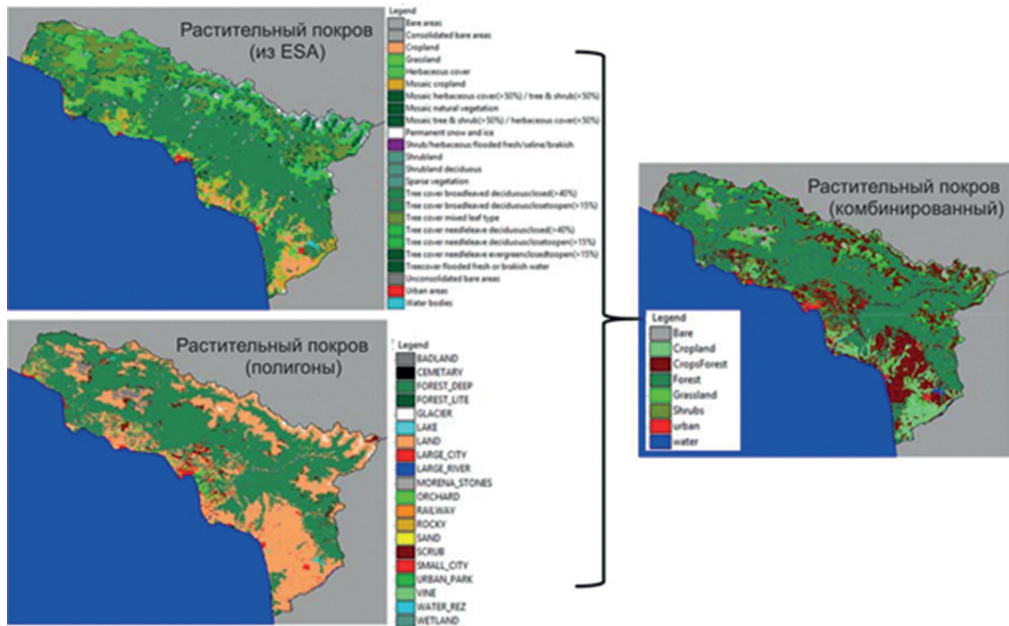 Растительный покров
(из ESA)
Legend
Bare areas
Consolidated bare areas
Cropland
Grassland
Herbaceous cover
Mosaic cropland
Mosaic herbaceous cover(>50%) / tree & shrub(<50%)
Mosaic natural vegetation
Mosaic tree & shrub(>50%) / herbaceous cover(<50%)
Permanent snow and ice
Shrub/herbaceous/flooded fresh/saline/brakish
Shrubland
Shrubland deciduous
Sparse vegetation
Tree cover broadleaved deciduousclosed(>40%)
Tree cover broadleaved deciduousclosetoopen(>15%)
Tree cover mixed leaf type
Tree cover needleleave deciduousclosed(>40%)
Tree cover needleleave deciduousclosetoopen(>15%)
Tree cover needleleave evergreenclosedtoopen(>15%)
Treecover flooded fresh or brakish water
Unconsolidated bare areas
Urban areas
Water bodies
Растительный покров
(полигоны)
Legend
BADLAND
CEMETARY
FOREST_DEEP
FOREST_LITE
GLACIER
LAKE
LAND
LARGE_CITY
LARGE_RIVER
MORENA_STONES
ORCHARD
RAILWAY
ROCKY
SAND
SCRUB
SMALL_CITY
URBAN_PARK
VINE
WATER_REZ
WETLAND
Растительный покров
(комбинированный)
Legend
Bare
Cropland
CropsForest
Forest
Grassland
Shrubs
urban
water